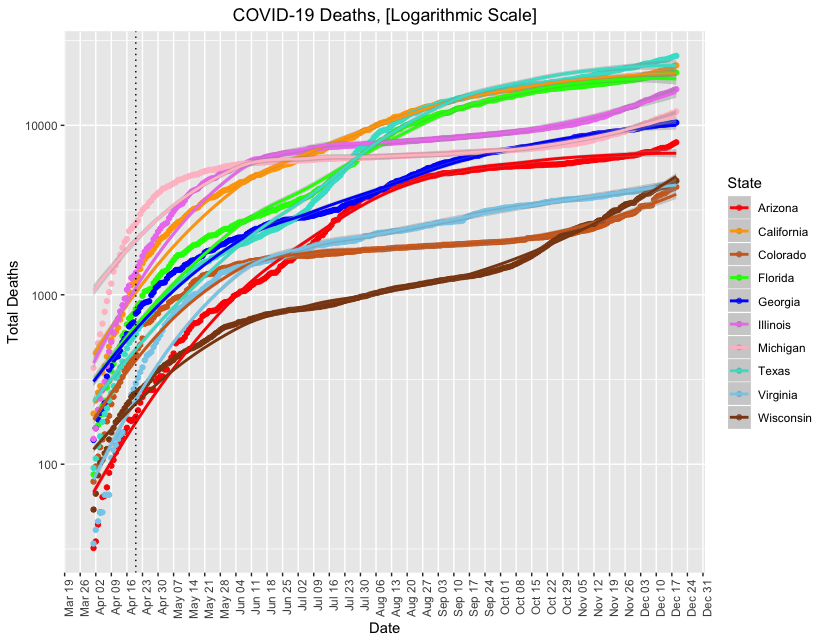 COVID-19 Deaths, [Logarithmic Scale]
Total Deaths
10000
1000
100
Mar 19
Mar 26
Apr 02
Apr 09
Apr 16
Apr 23
Apr 30
May 07
May 14
May 21
May 28
Jun 04
Jun 11
Jun 18
Jun 25
Jul 02
Jul 09
Jul 16
Jul 23
Jul 30
Aug 06
Aug 13
Aug 20
Aug 27
Sep 03
Sep 10
Sep 17
Sep 24
Oct 01
Oct 08
Oct 15
Oct 22
Oct 29
Nov 05
Nov 12
Nov 19
Nov 26
Dec 03
Dec 10
Dec 17
Dec 24
Dec 31
Date
State
Arizona
California
Colorado
Florida
Georgia
Illinois
Michigan
Texas
Virginia
Wisconsin